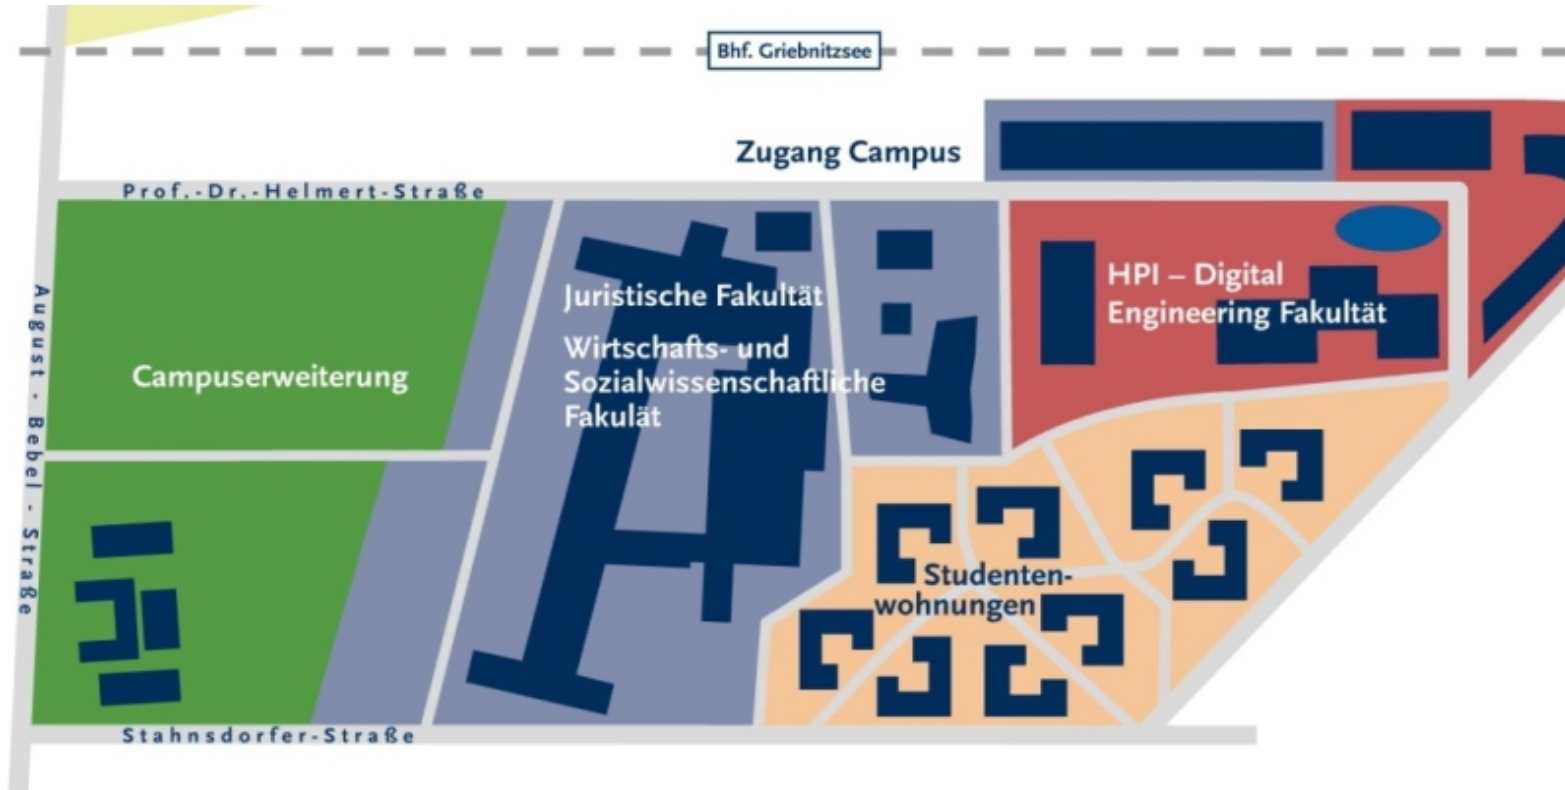 Bhf. Griebnitzsee
Zugang Campus
Prof.-Dr.-Helmert-Straße
August-Bebel-Straße
Campuserweiterung
Juristische Fakultät
Wirtschafts- und
Sozialwissenschaftliche
Fakulät
HPI – Digital
Engineering Fakultät
Studenten-
wohnungen
Stahnsdorfer-Straße